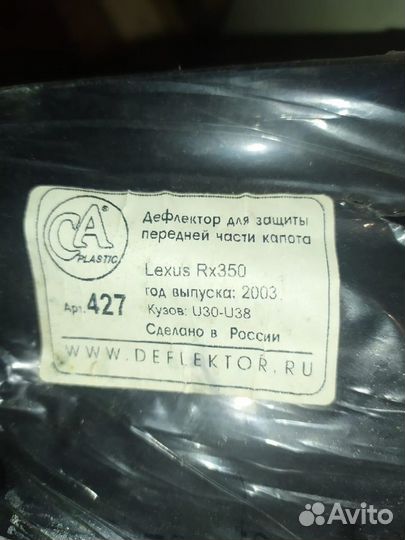 CA
PLASTIC
Арт. 427
Дефлектор для защиты
передней части капота
Lexus Rx350
год выпуска: 2003
Кузов: U30-U38
Сделано в России
WWW.DEFLEKTOR.RU
Avito